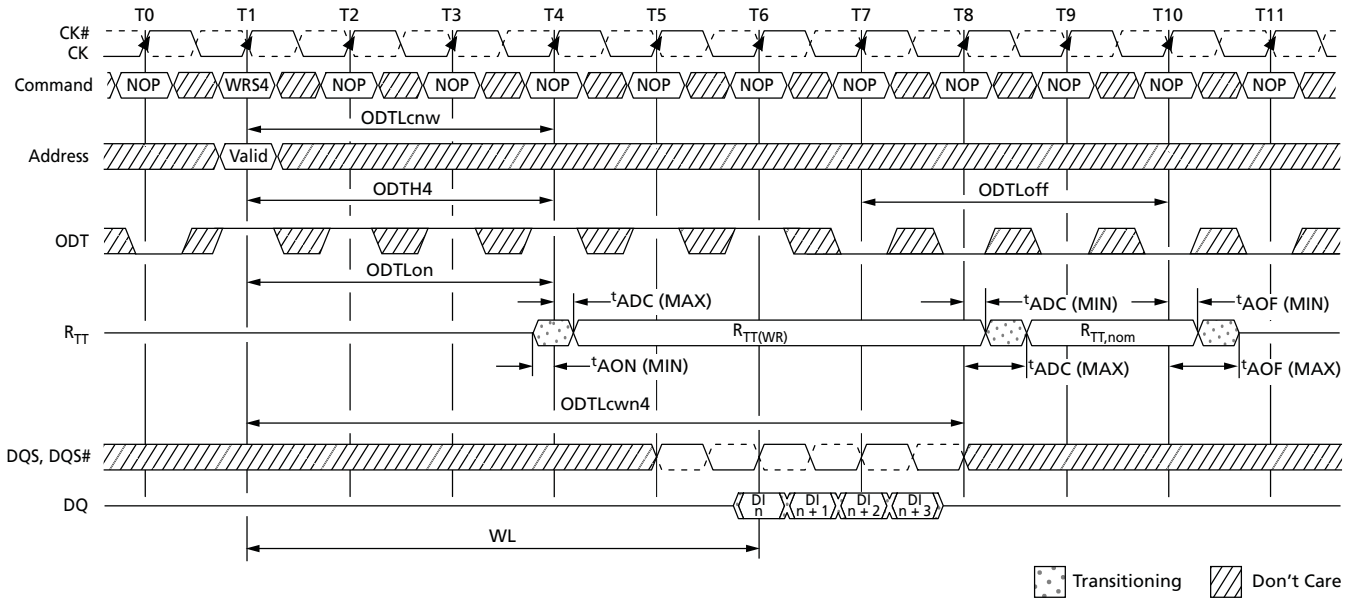 T0 T1 T2 T3 T4 T5 T6 T7 T8 T9 T10 T11
CK#
CK
Command NOP WRS4 NOP NOP NOP NOP NOP NOP NOP NOP NOP NOP
ODTLcnw
Address Valid
ODTH4 ODTLoff
ODT
ODTLon
tADC (MAX) tADC (MIN) tAOF (MIN)
RTT RTT(WR) RTT,nom
tAON (MIN) tADC (MAX) tAOF (MAX)
ODTLcwn4
DQS, DQS#
DQ DI n DI n + 1 DI n + 2 DI n + 3
WL
Transitioning Don't Care